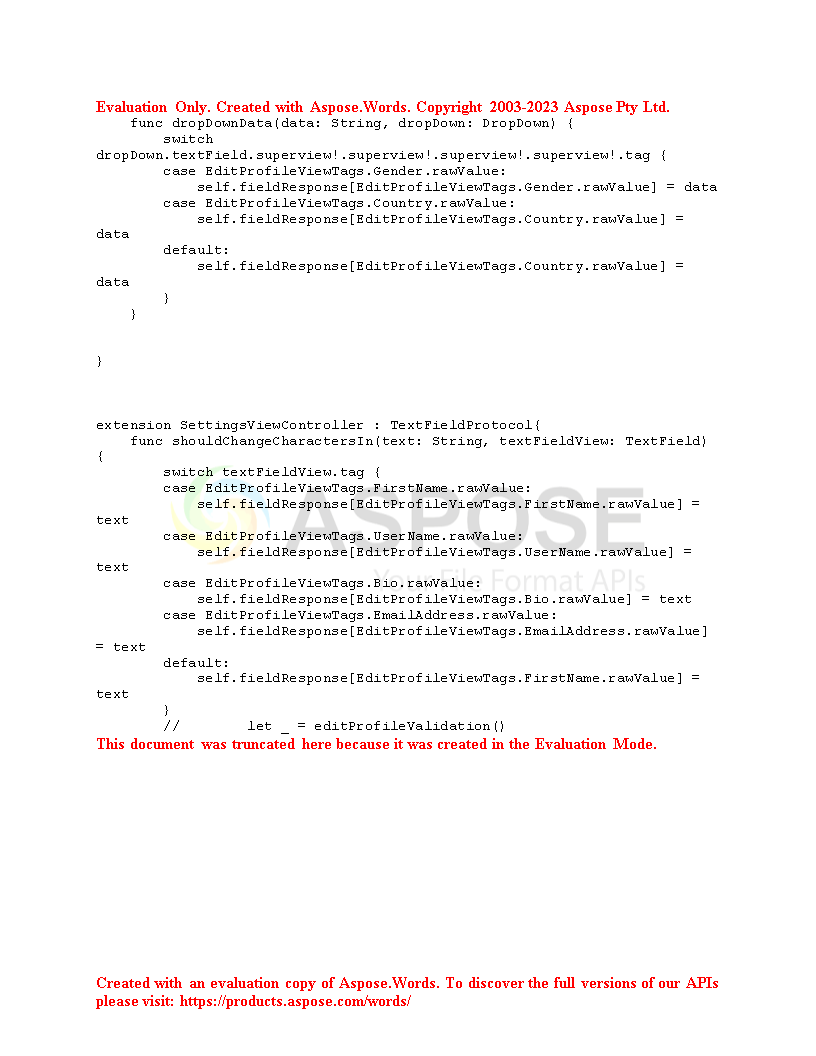 Evaluation Only. Created with Aspose.Words. Copyright 2003-2023 Aspose Pty Ltd.
    func dropDownData(data: String, dropDown: DropDown) {
        switch
dropDown.textField.superview!.superview!.superview!.superview!.tag {
        case EditProfileViewTags.Gender.rawValue:
            self.fieldResponse[EditProfileViewTags.Gender.rawValue] = data
        case EditProfileViewTags.Country.rawValue:
            self.fieldResponse[EditProfileViewTags.Country.rawValue] =
data
        default:
            self.fieldResponse[EditProfileViewTags.Country.rawValue] =
data
        }
    }
}
extension SettingsViewController : TextFieldProtocol{
    func shouldChangeCharactersIn(text: String, textFieldView: TextField)
{
        switch textFieldView.tag {
        case EditProfileViewTags.FirstName.rawValue:
            self.fieldResponse[EditProfileViewTags.FirstName.rawValue] =
text
        case EditProfileViewTags.UserName.rawValue:
            self.fieldResponse[EditProfileViewTags.UserName.rawValue] =
text
        case EditProfileViewTags.Bio.rawValue:
            self.fieldResponse[EditProfileViewTags.Bio.rawValue] = text
        case EditProfileViewTags.EmailAddress.rawValue:
            self.fieldResponse[EditProfileViewTags.EmailAddress.rawValue]
= text
        default:
            self.fieldResponse[EditProfileViewTags.FirstName.rawValue] =
text
        }
        //        let _ = editProfileValidation()
This document was truncated here because it was created in the Evaluation Mode.
ASPOSE
Your File Format APIs
Created with an evaluation copy of Aspose.Words. To discover the full versions of our APIs
please visit: https://products.aspose.com/words/